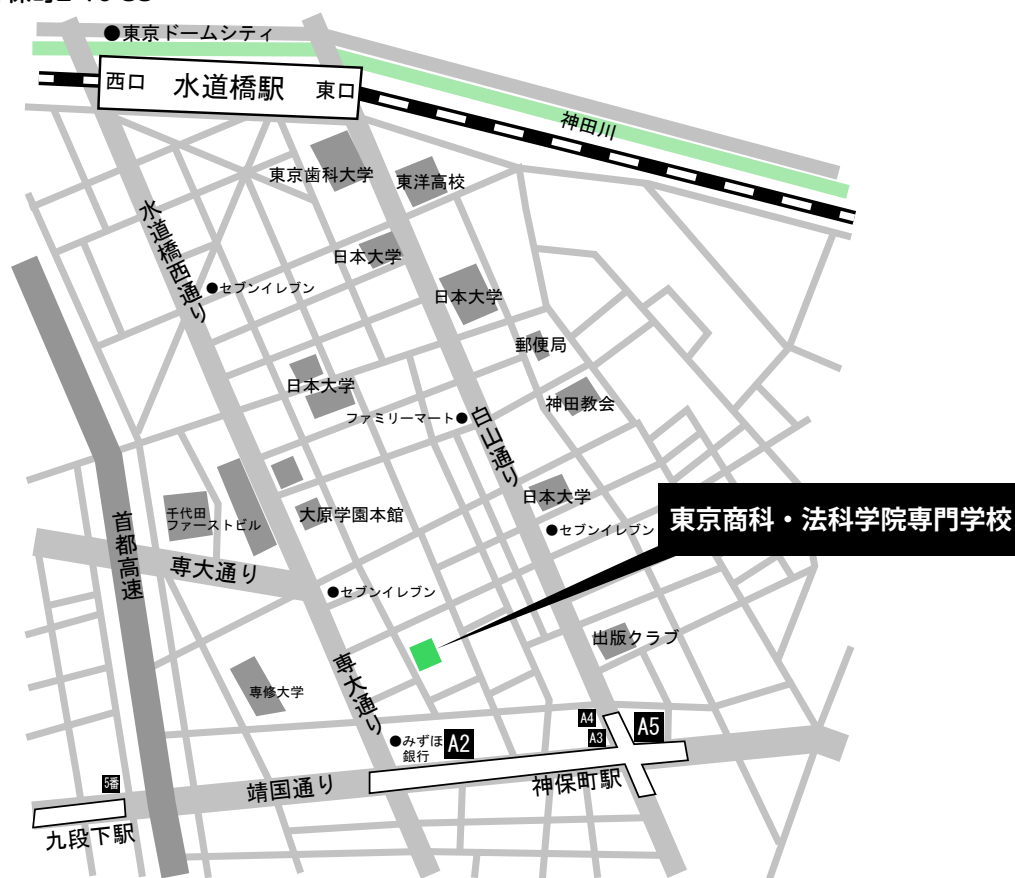 ●東京ドームシティ
西口 水道橋駅 東口
神田川
東京歯科大学
東洋高校
水道橋西通り
日本大学
●セブンイレブン
日本大学
郵便局
日本大学
神田教会
ファミリーマート●
白山通り
日本大学
千代田
ファーストビル
大原学園本館
東京商科・法科学院専門学校
●セブンイレブン
首都高速
専大通り
●セブンイレブン
出版クラブ
専大通り
専修大学
A4
A5
A3
●みずほ
銀行
A2
神保町駅
5番
靖国通り
九段下駅